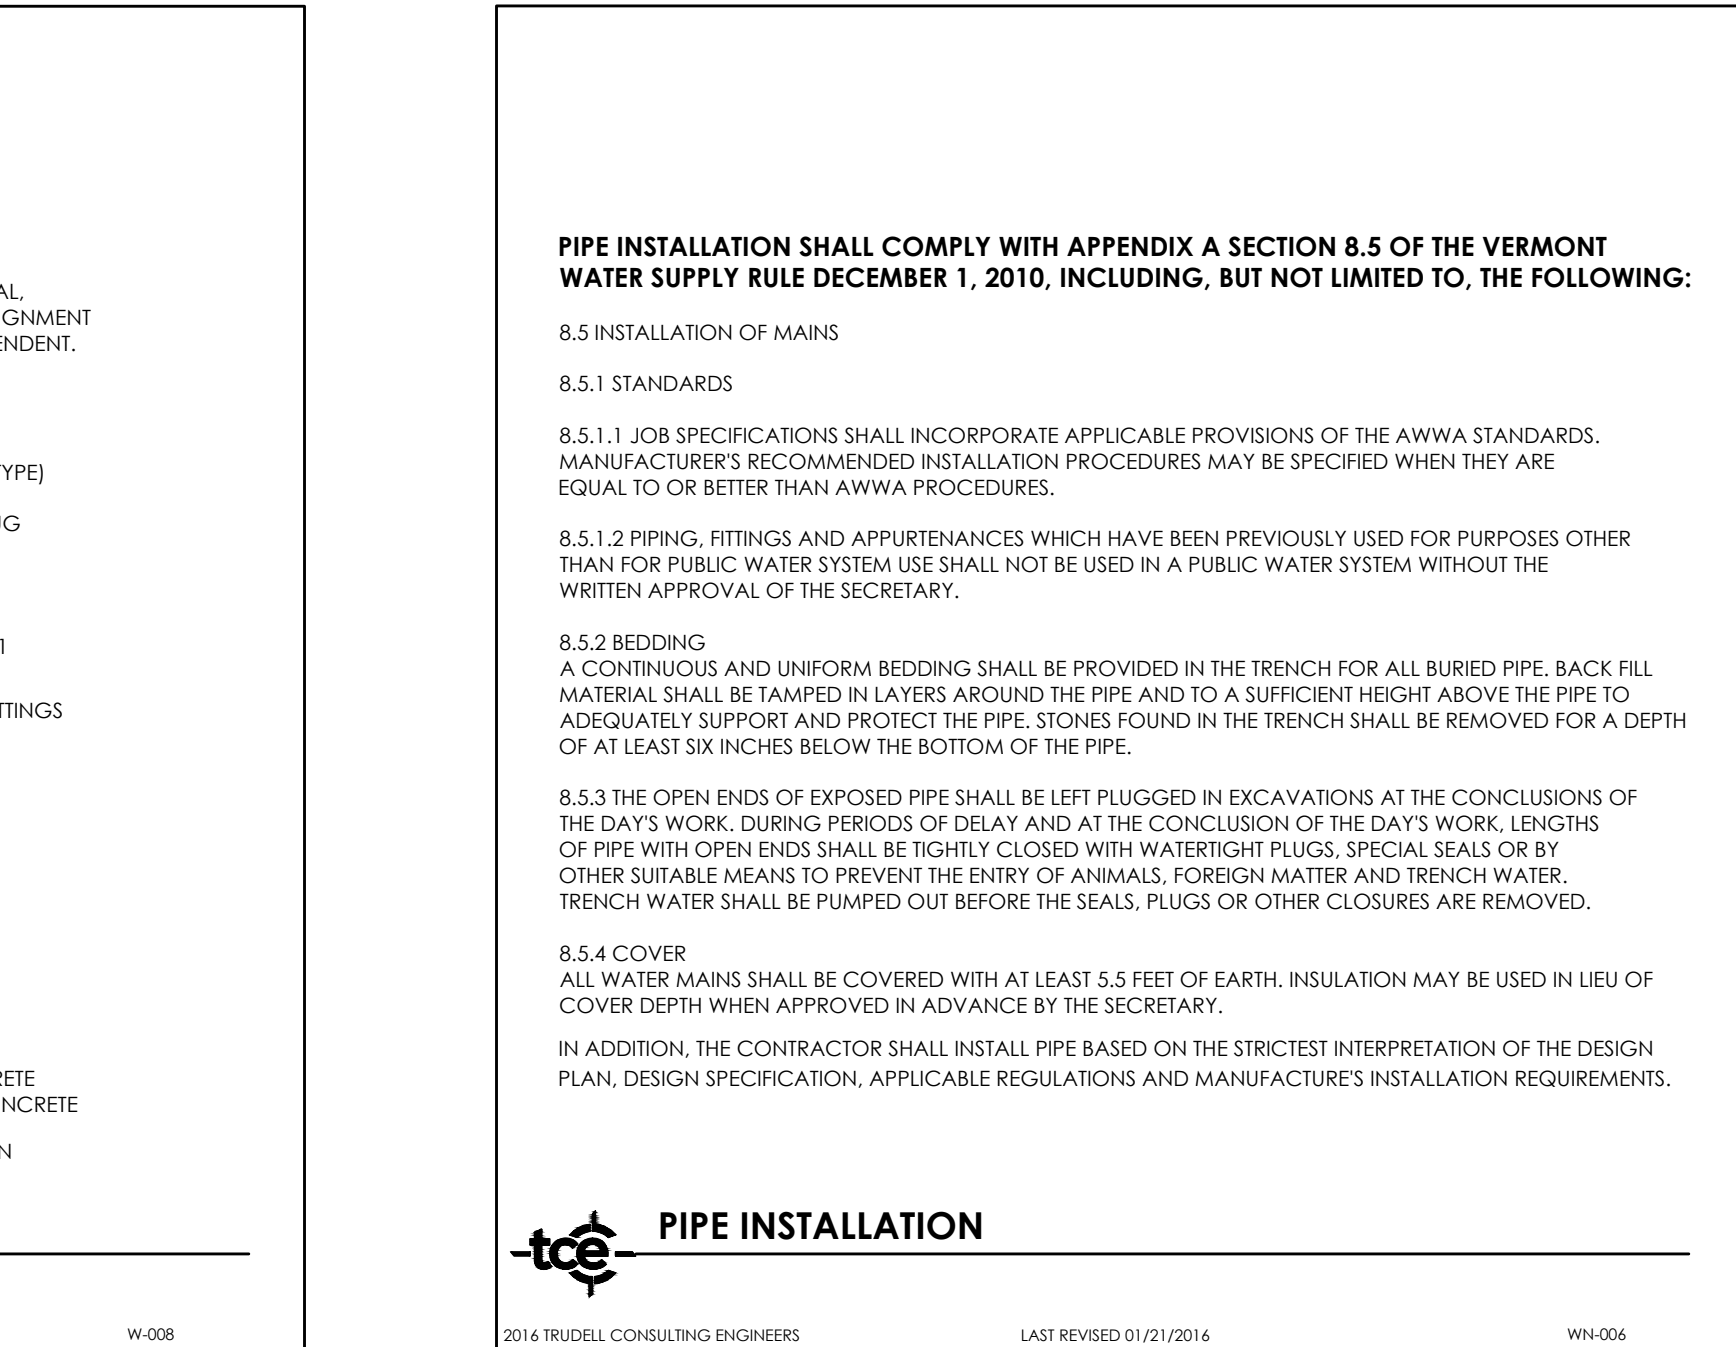 AL,
IGNMENT
ENDENT.
TYPE)
UG
1
TTINGS
RETE
NCRETE
N
W-008
PIPE INSTALLATION SHALL COMPLY WITH APPENDIX A SECTION 8.5 OF THE VERMONT
WATER SUPPLY RULE DECEMBER 1, 2010, INCLUDING, BUT NOT LIMITED TO, THE FOLLOWING:
8.5 INSTALLATION OF MAINS
8.5.1 STANDARDS
8.5.1.1 JOB SPECIFICATIONS SHALL INCORPORATE APPLICABLE PROVISIONS OF THE AWWA STANDARDS.
MANUFACTURER'S RECOMMENDED INSTALLATION PROCEDURES MAY BE SPECIFIED WHEN THEY ARE
EQUAL TO OR BETTER THAN AWWA PROCEDURES.
8.5.1.2 PIPING, FITTINGS AND APPURTENANCES WHICH HAVE BEEN PREVIOUSLY USED FOR PURPOSES OTHER
THAN FOR PUBLIC WATER SYSTEM USE SHALL NOT BE USED IN A PUBLIC WATER SYSTEM WITHOUT THE
WRITTEN APPROVAL OF THE SECRETARY.
8.5.2 BEDDING
A CONTINUOUS AND UNIFORM BEDDING SHALL BE PROVIDED IN THE TRENCH FOR ALL BURIED PIPE. BACK FILL
MATERIAL SHALL BE TAMPED IN LAYERS AROUND THE PIPE AND TO A SUFFICIENT HEIGHT ABOVE THE PIPE TO
ADEQUATELY SUPPORT AND PROTECT THE PIPE. STONES FOUND IN THE TRENCH SHALL BE REMOVED FOR A DEPTH
OF AT LEAST SIX INCHES BELOW THE BOTTOM OF THE PIPE.
8.5.3 THE OPEN ENDS OF EXPOSED PIPE SHALL BE LEFT PLUGGED IN EXCAVATIONS AT THE CONCLUSIONS OF
THE DAY'S WORK. DURING PERIODS OF DELAY AND AT THE CONCLUSION OF THE DAY'S WORK, LENGTHS
OF PIPE WITH OPEN ENDS SHALL BE TIGHTLY CLOSED WITH WATERTIGHT PLUGS, SPECIAL SEALS OR BY
OTHER SUITABLE MEANS TO PREVENT THE ENTRY OF ANIMALS, FOREIGN MATTER AND TRENCH WATER.
TRENCH WATER SHALL BE PUMPED OUT BEFORE THE SEALS, PLUGS OR OTHER CLOSURES ARE REMOVED.
8.5.4 COVER
ALL WATER MAINS SHALL BE COVERED WITH AT LEAST 5.5 FEET OF EARTH. INSULATION MAY BE USED IN LIEU OF
COVER DEPTH WHEN APPROVED IN ADVANCE BY THE SECRETARY.
IN ADDITION, THE CONTRACTOR SHALL INSTALL PIPE BASED ON THE STRICTEST INTERPRETATION OF THE DESIGN
PLAN, DESIGN SPECIFICATION, APPLICABLE REGULATIONS AND MANUFACTURE'S INSTALLATION REQUIREMENTS.
tce
PIPE INSTALLATION
2016 TRUDELL CONSULTING ENGINEERS
LAST REVISED 01/21/2016
WN-006